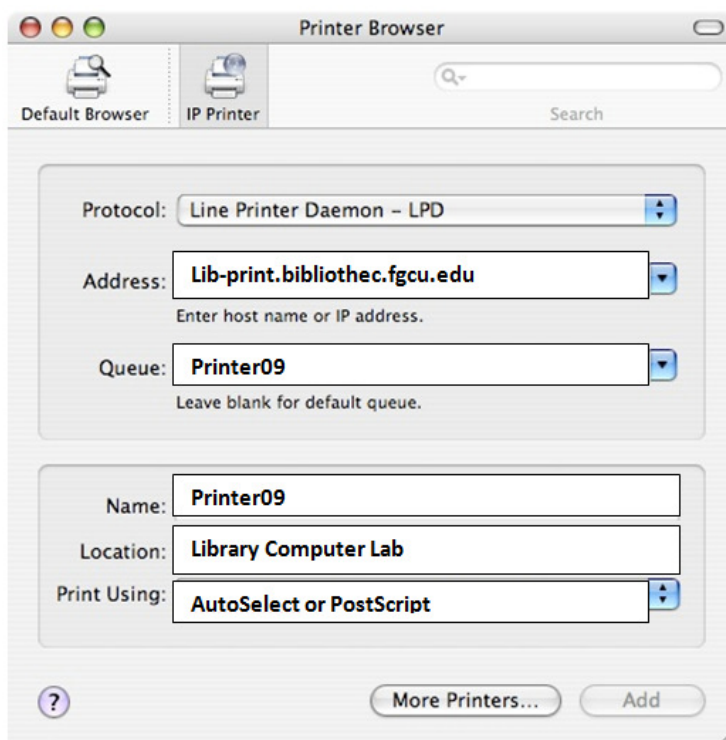 Printer Browser
Default Browser
IP Printer
Search
Protocol: Line Printer Daemon – LPD
Address: Lib-print.bibliothec.fgcu.edu
Enter host name or IP address.
Queue: Printer09
Leave blank for default queue.
Name: Printer09
Location: Library Computer Lab
Print Using: AutoSelect or PostScript
? More Printers... Add